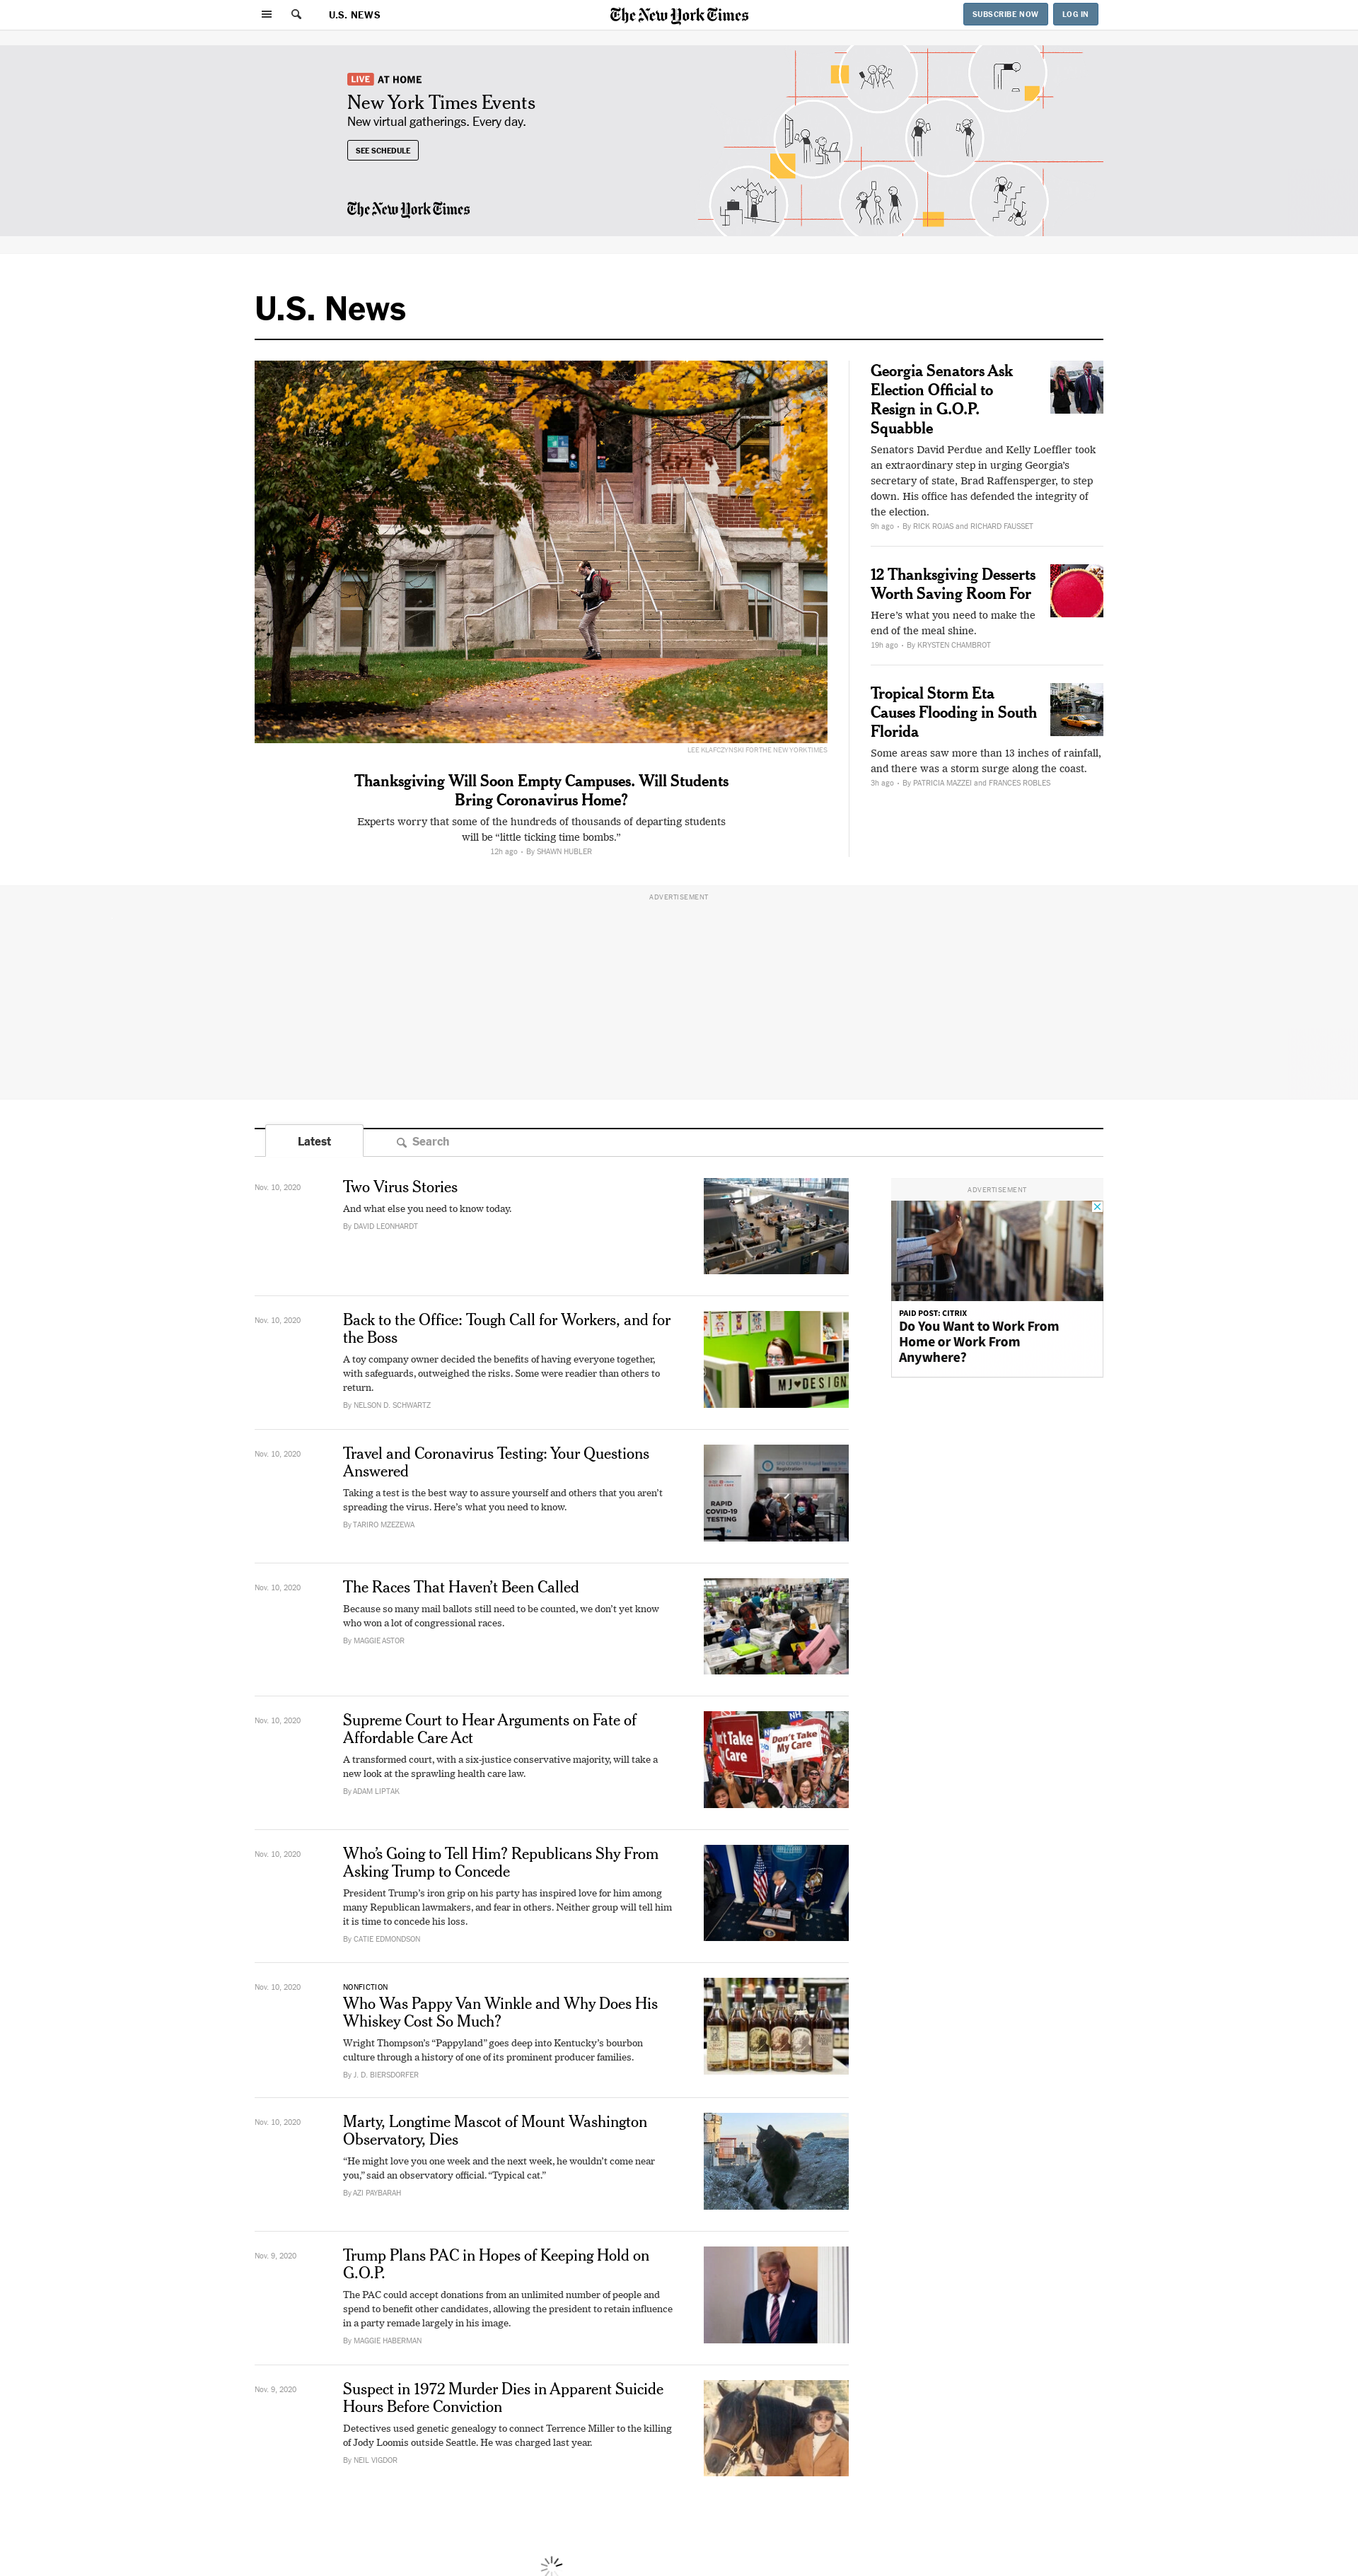 U.S. NEWS
The New York Times
SUBSCRIBE NOW
LOG IN
LIVE AT HOME
New York Times Events
New virtual gatherings. Every day.
SEE SCHEDULE
The New York Times
U.S. News
LEE KLAFCZYNSKI FOR THE NEW YORK TIMES
Thanksgiving Will Soon Empty Campuses. Will Students
Bring Coronavirus Home?
Experts worry that some of the hundreds of thousands of departing students
will be “little ticking time bombs.”
12h ago • By SHAWN HUBLER
Georgia Senators Ask
Election Official to
Resign in G.O.P.
Squabble
Senators David Perdue and Kelly Loeffler took
an extraordinary step in urging Georgia’s
secretary of state, Brad Raffensperger, to step
down. His office has defended the integrity of
the election.
9h ago • By RICK ROJAS and RICHARD FAUSSET
12 Thanksgiving Desserts
Worth Saving Room For
Here’s what you need to make the
end of the meal shine.
19h ago • By KRYSTEN CHAMBROT
Tropical Storm Eta
Causes Flooding in South
Florida
Some areas saw more than 13 inches of rainfall,
and there was a storm surge along the coast.
3h ago • By PATRICIA MAZZEI and FRANCES ROBLES
ADVERTISEMENT
Latest
Search
Nov. 10, 2020
Two Virus Stories
And what else you need to know today.
By DAVID LEONHARDT
ADVERTISEMENT
PAID POST: CITRIX
Do You Want to Work From
Home or Work From
Anywhere?
Nov. 10, 2020
Back to the Office: Tough Call for Workers, and for
the Boss
A toy company owner decided the benefits of having everyone together,
with safeguards, outweighed the risks. Some were readier than others to
return.
By NELSON D. SCHWARTZ
MJ♥DESIGN
Nov. 10, 2020
Travel and Coronavirus Testing: Your Questions
Answered
Taking a test is the best way to assure yourself and others that you aren’t
spreading the virus. Here’s what you need to know.
By TARIRO MZEZEWA
Registration
RAPID
COVID-19
TESTING
Nov. 10, 2020
The Races That Haven’t Been Called
Because so many mail ballots still need to be counted, we don’t yet know
who won a lot of congressional races.
By MAGGIE ASTOR
Nov. 10, 2020
Supreme Court to Hear Arguments on Fate of
Affordable Care Act
A transformed court, with a six-justice conservative majority, will take a
new look at the sprawling health care law.
By ADAM LIPTAK
NH
Don't Take
My Care
Nov. 10, 2020
Who’s Going to Tell Him? Republicans Shy From
Asking Trump to Concede
President Trump’s iron grip on his party has inspired love for him among
many Republican lawmakers, and fear in others. Neither group will tell him
it is time to concede his loss.
By CATIE EDMONDSON
Nov. 10, 2020
NONFICTION
Who Was Pappy Van Winkle and Why Does His
Whiskey Cost So Much?
Wright Thompson’s “Pappyland” goes deep into Kentucky’s bourbon
culture through a history of one of its prominent producer families.
By J. D. BIERSDORFER
Nov. 10, 2020
Marty, Longtime Mascot of Mount Washington
Observatory, Dies
“He might love you one week and the next week, he wouldn’t come near
you,” said an observatory official. “Typical cat.”
By AZI PAYBARAH
Nov. 9, 2020
Trump Plans PAC in Hopes of Keeping Hold on
G.O.P.
The PAC could accept donations from an unlimited number of people and
spend to benefit other candidates, allowing the president to retain influence
in a party remade largely in his image.
By MAGGIE HABERMAN
Nov. 9, 2020
Suspect in 1972 Murder Dies in Apparent Suicide
Hours Before Conviction
Detectives used genetic genealogy to connect Terrence Miller to the killing
of Jody Loomis outside Seattle. He was charged last year.
By NEIL VIGDOR